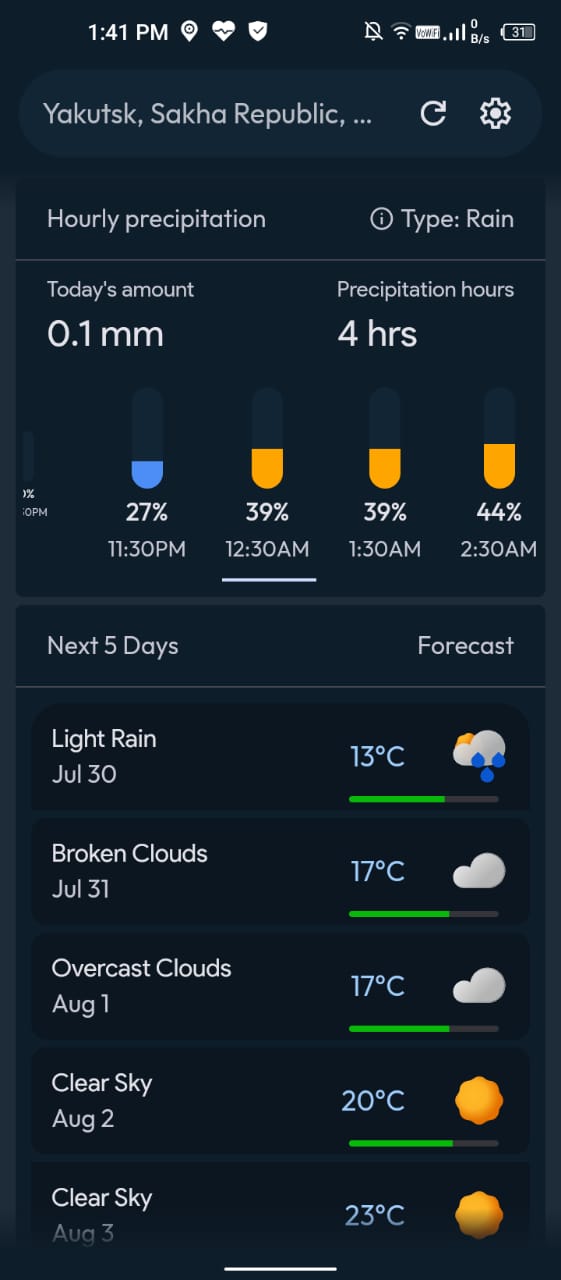 1:41 PM VoWiFi 0 B/s 31
Yakutsk, Sakha Republic, ...
Hourly precipitation Type: Rain
Today's amount Precipitation hours
0.1 mm 4 hrs
27% 39% 39% 44%
11:30PM 12:30AM 1:30AM 2:30AM
Next 5 Days Forecast
Light Rain
Jul 30
13°C
Broken Clouds
Jul 31
17°C
Overcast Clouds
Aug 1
17°C
Clear Sky
Aug 2
20°C
Clear Sky
Aug 3
23°C